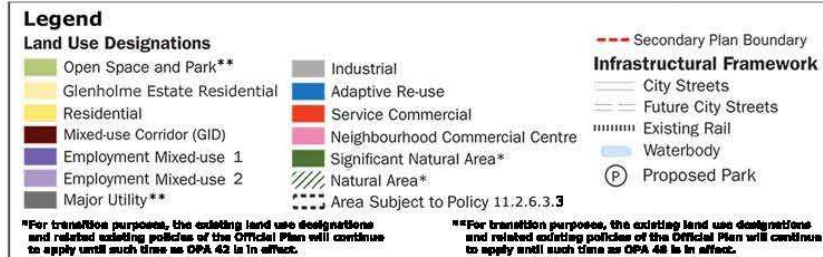 Legend
Land Use Designations
Open Space and Park**
Glenholme Estate Residential
Residential
Mixed-use Corridor (GID)
Employment Mixed-use 1
Employment Mixed-use 2
Major Utility**
Industrial
Adaptive Re-use
Service Commercial
Neighbourhood Commercial Centre
Significant Natural Area*
Natural Area*
Area Subject to Policy 11.2.6.3.3
Secondary Plan Boundary
Infrastructural Framework
City Streets
Future City Streets
Existing Rail
Waterbody
P Proposed Park
*For transition purposes, the existing land use designations
and related existing policies of the Official Plan will continue
to apply until such time as OPA 42 is in effect.
**For transition purposes, the existing land use designations
and related existing policies of the Official Plan will continue
to apply until such time as OPA 48 is in effect.